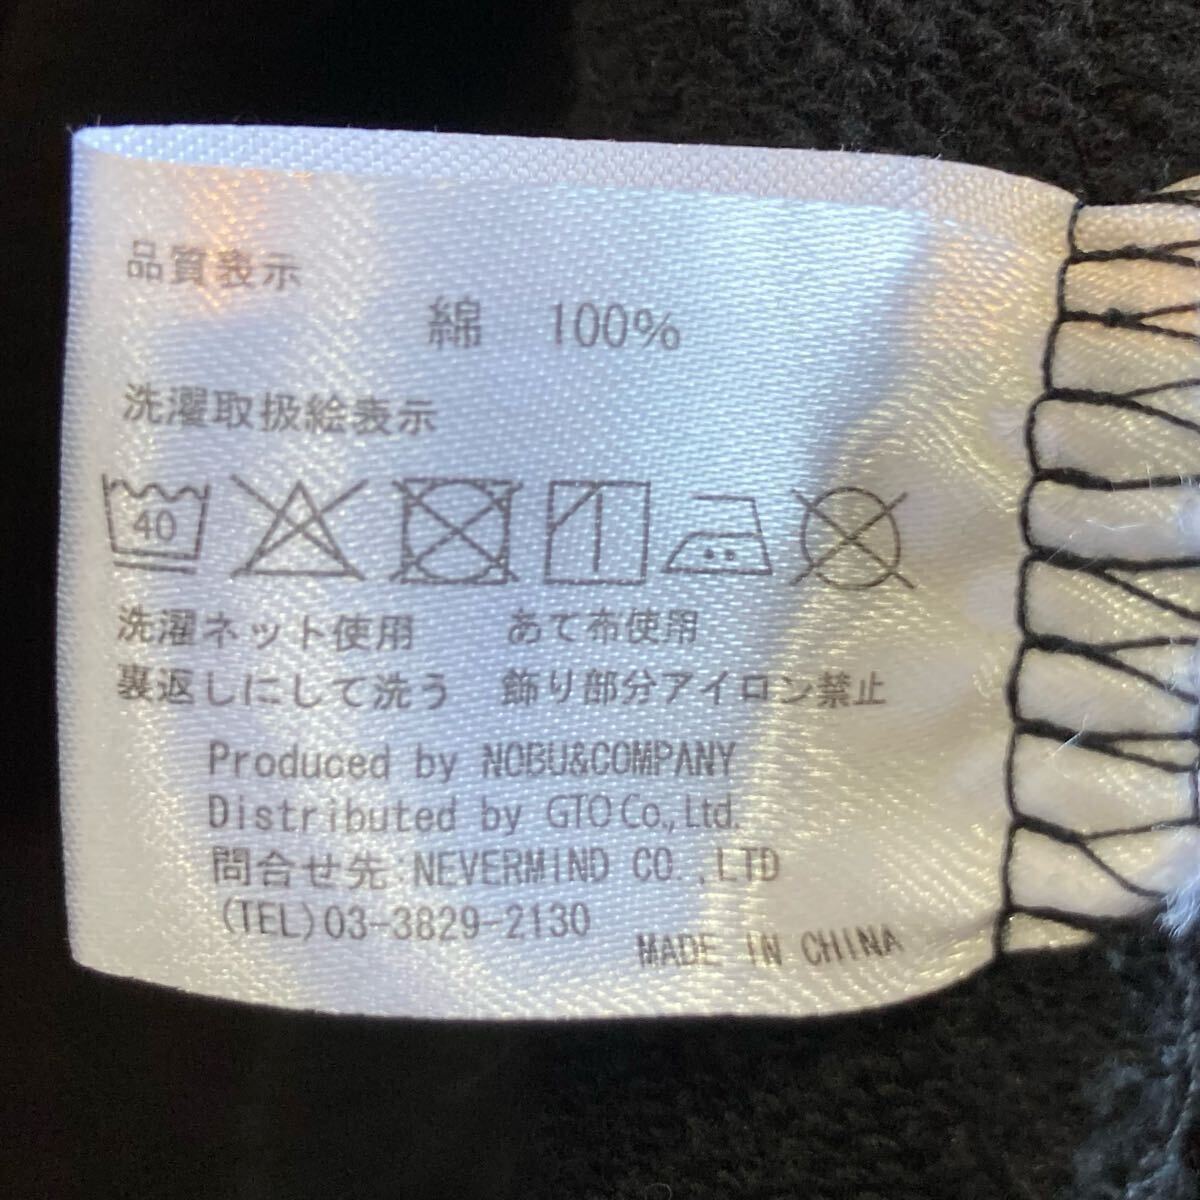 品質表示
綿 100%
洗濯取扱絵表示
40
洗濯ネット使用 あて布使用
裏返しにして洗う 飾り部分アイロン禁止
Produced by NOBU&COMPANY
Distributed by GTO Co.,Ltd.
問合せ先:NEVERMIND CO.,LTD
(TEL)03-3829-2130
MADE IN CHINA